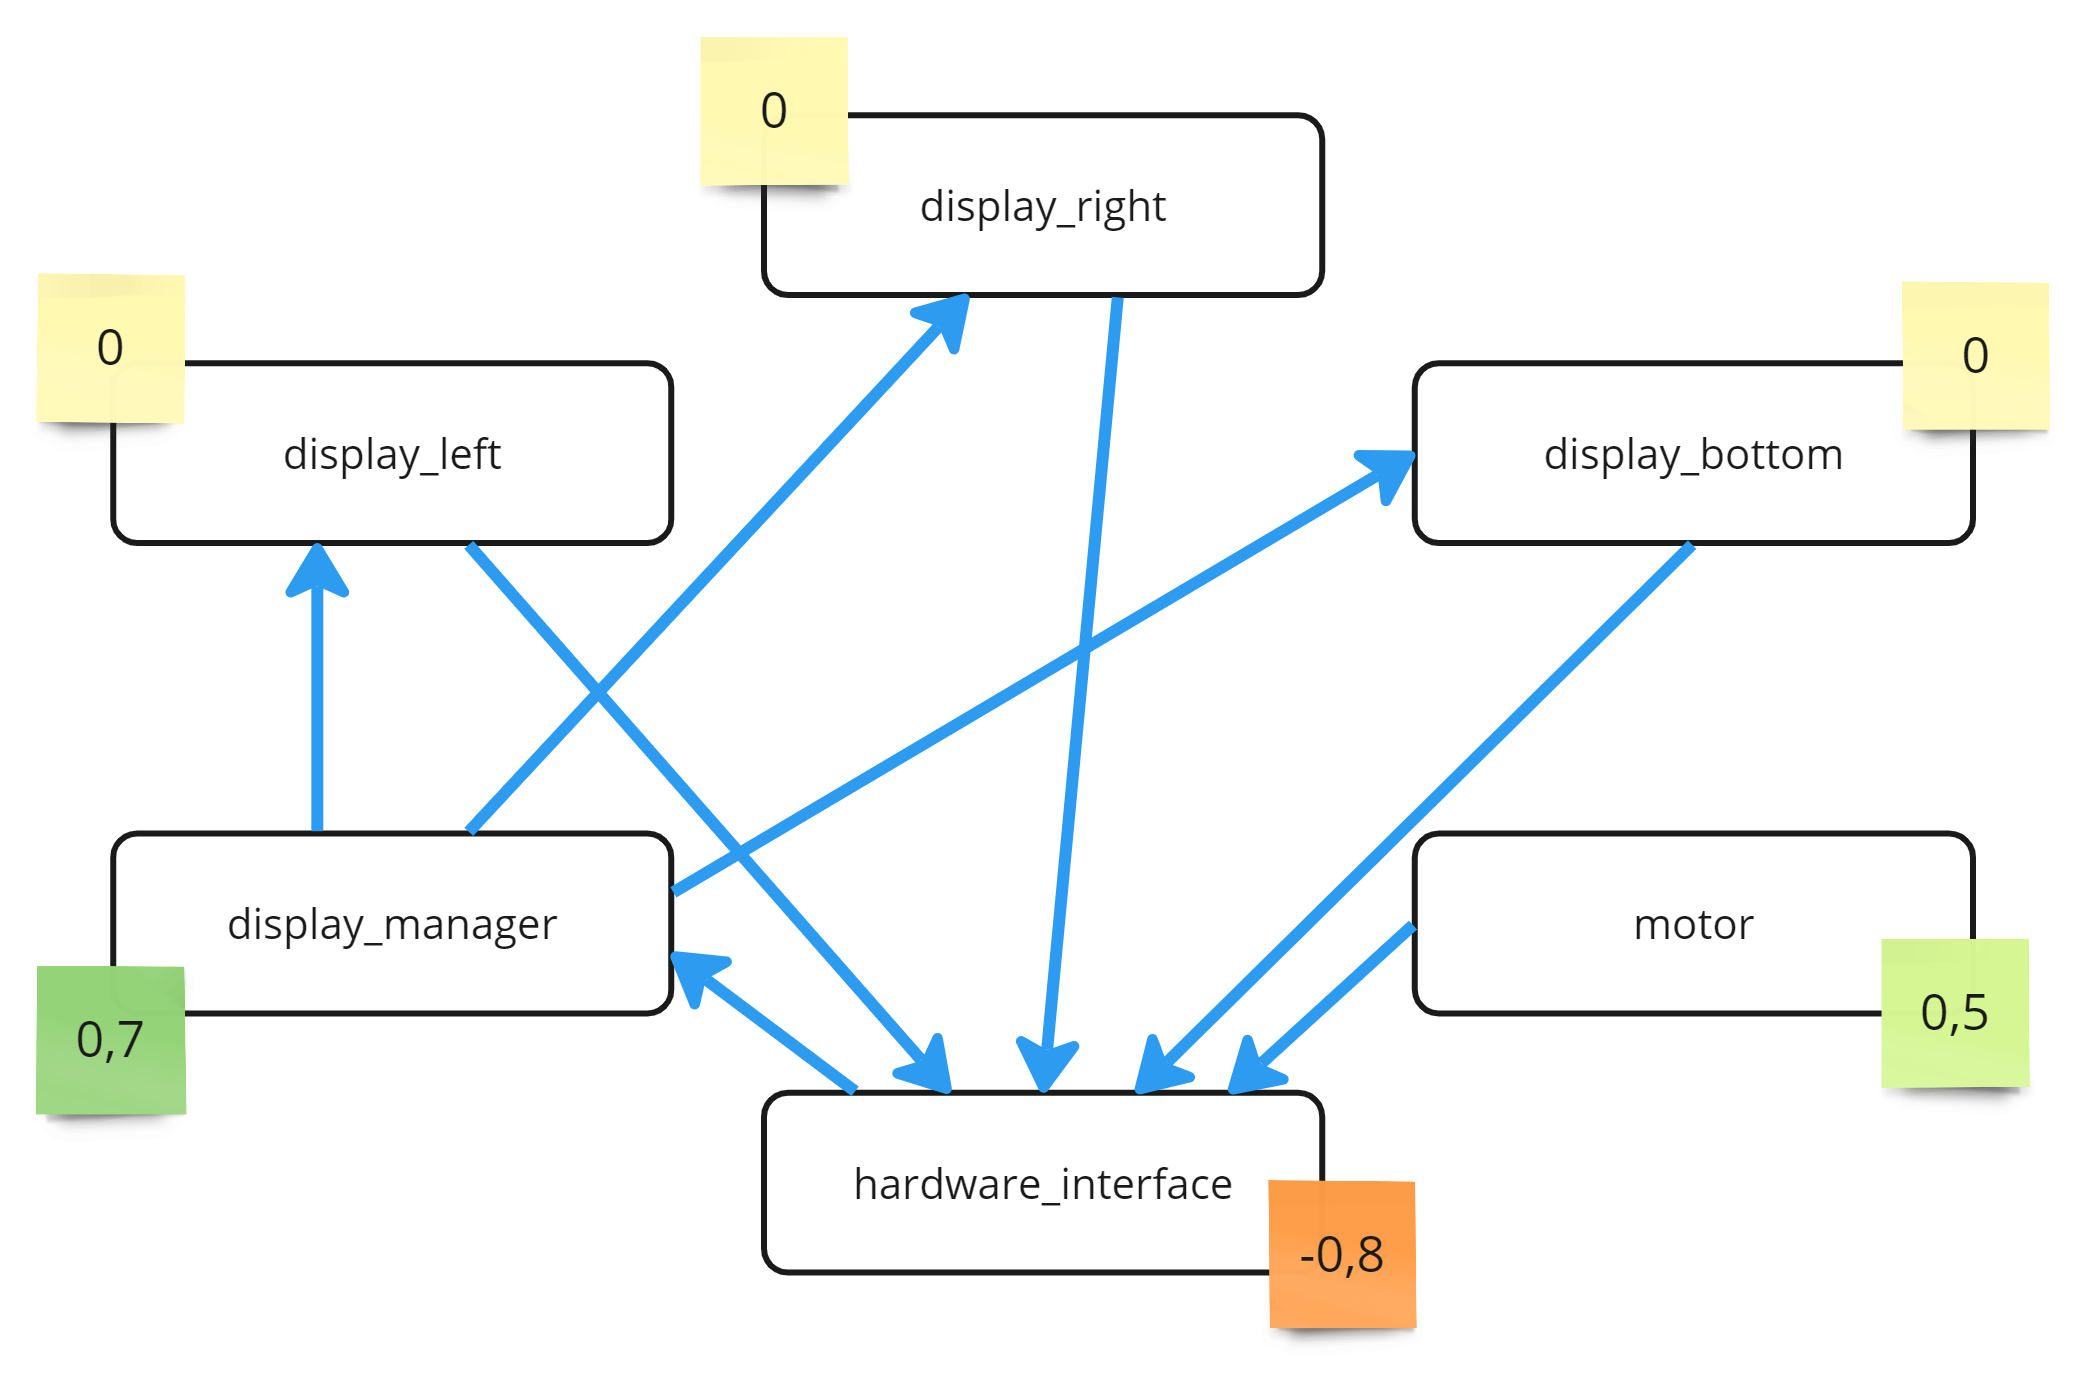 0
display_right
0
display_left
0
display_bottom
display_manager
0,7
motor
0,5
hardware_interface
-0,8